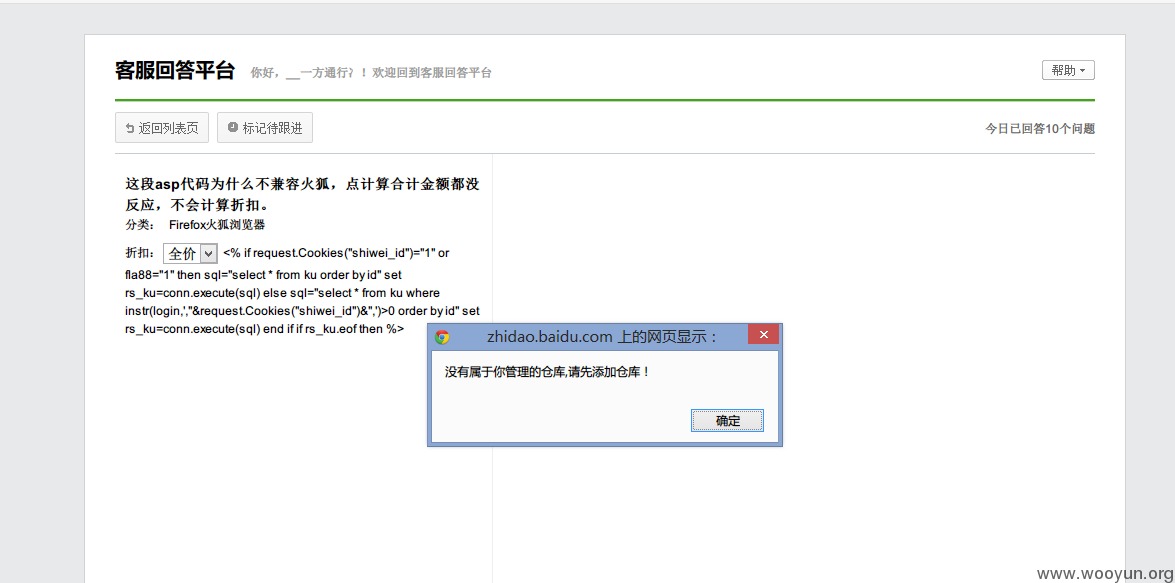 客服回答平台 你好，__一方通行？！欢迎回到客服回答平台 帮助
返回列表页 标记待跟进 今日已回答10个问题
这段asp代码为什么不兼容火狐，点计算合计金额都没
反应，不会计算折扣。
分类： Firefox火狐浏览器
折扣： 全价 <% if request.Cookies("shiwei_id")="1" or
fla88="1" then sql="select * from ku order by id" set
rs_ku=conn.execute(sql) else sql="select * from ku where
instr(login,',"&request.Cookies("shiwei_id")&",')>0 order by id" set
rs_ku=conn.execute(sql) end if if rs_ku.eof then %>
zhidao.baidu.com 上的网页显示：
没有属于你管理的仓库,请先添加仓库！
确定
www.wooyun.org